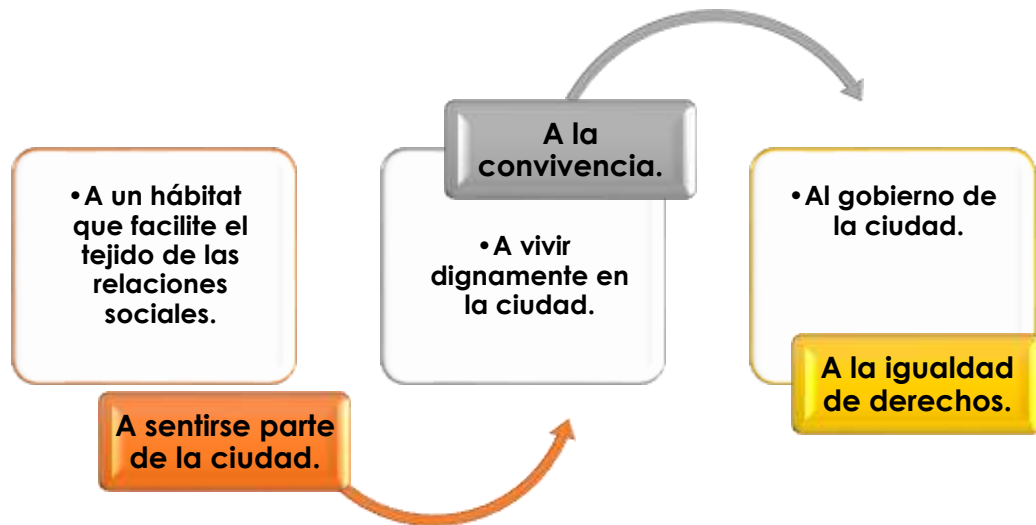 •A un hábitat
que facilite el
tejido de las
relaciones
sociales.
A sentirse parte
de la ciudad.
A la
convivencia.
•A vivir
dignamente en
la ciudad.
•Al gobierno de
la ciudad.
A la igualdad
de derechos.